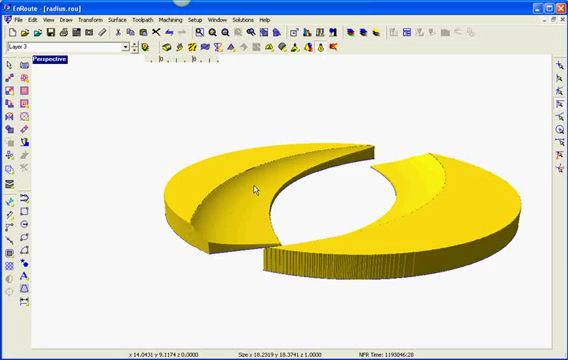 EnRoute - [radius.rou]
File Edit View Draw Transform Surface Toolpath Machining Setup Window Solutions Help
Layer 3
Perspective
x 14.0431 y 9.1174 z 0.0000 Size x 18.2319 y 18.3741 z 1.0000 NFR Time: 1193046:28